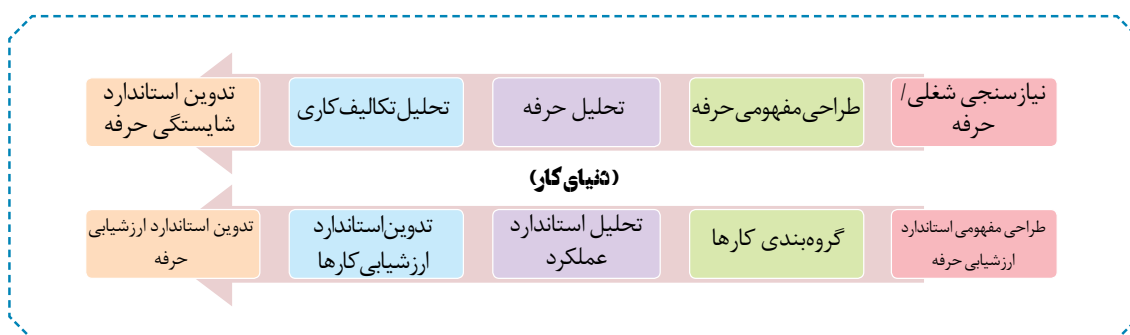 نیازسنجی شغلی/
حرفه
طراحی مفهومی حرفه
تحلیل حرفه
تحلیل تکالیف کاری
تدوین استاندارد
شایستگی حرفه
(دنیای کار)
طراحی مفهومی استاندارد
ارزشیابی حرفه
گروه‌بندی کارها
تحلیل استاندارد
عملکرد
تدوین استاندارد
ارزشیابی کارها
تدوین استاندارد ارزشیابی
حرفه